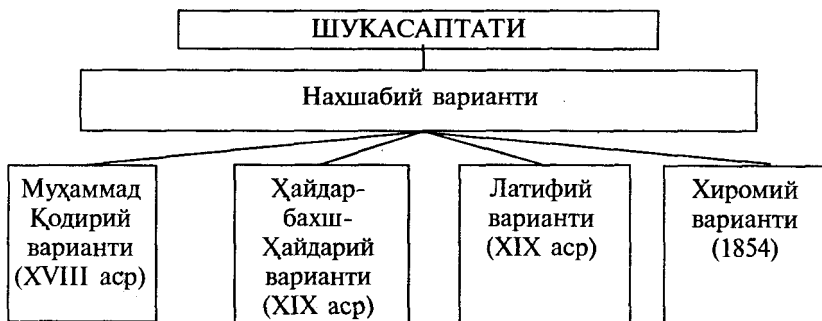 ШУКАСАПТАТИ
Нахшабий варианти
Муҳаммад
Қодирий
варианти
(XVIII аср)
Ҳайдар-
бахш-
Ҳайдарий
варианти
(XIX аср)
Латифий
варианти
(XIX аср)
Хиромий
варианти
(1854)